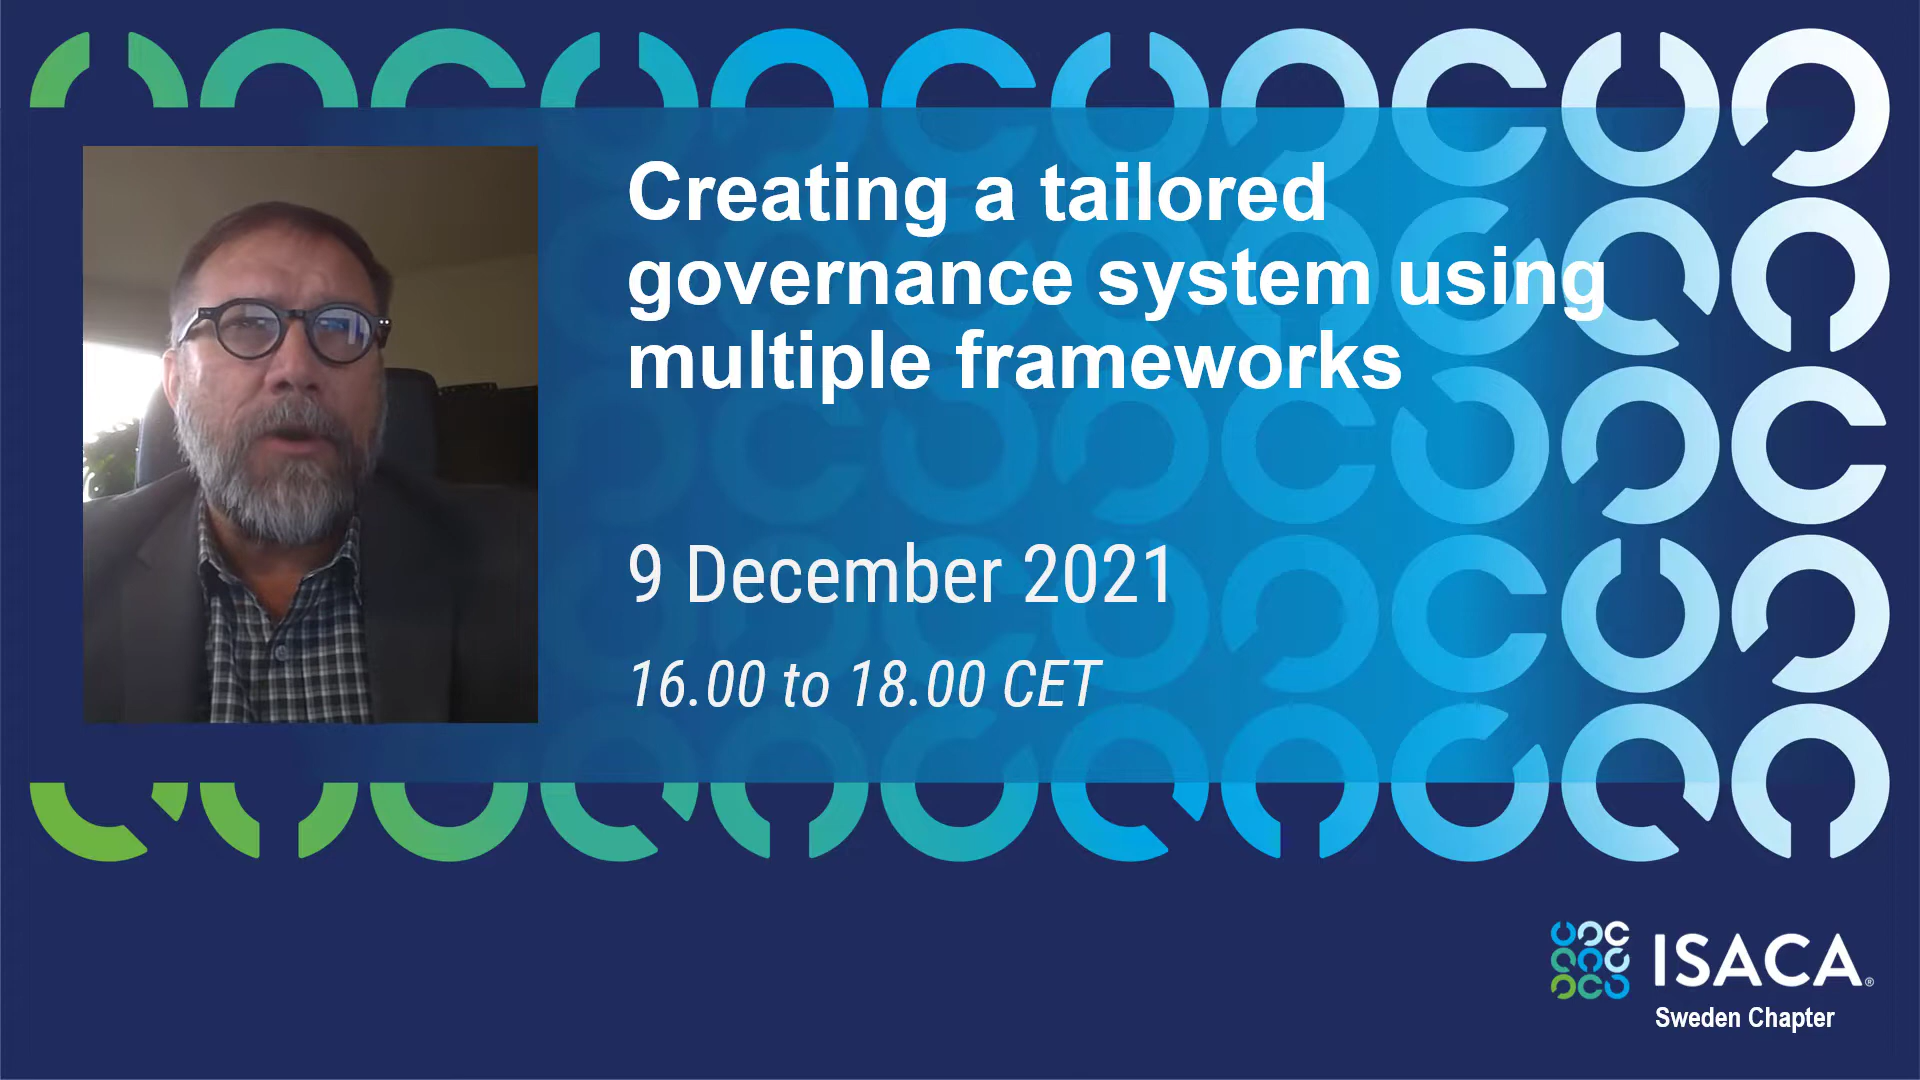 Creating a tailored
governance system using
multiple frameworks
9 December 2021
16.00 to 18.00 CET
ISACA®
Sweden Chapter